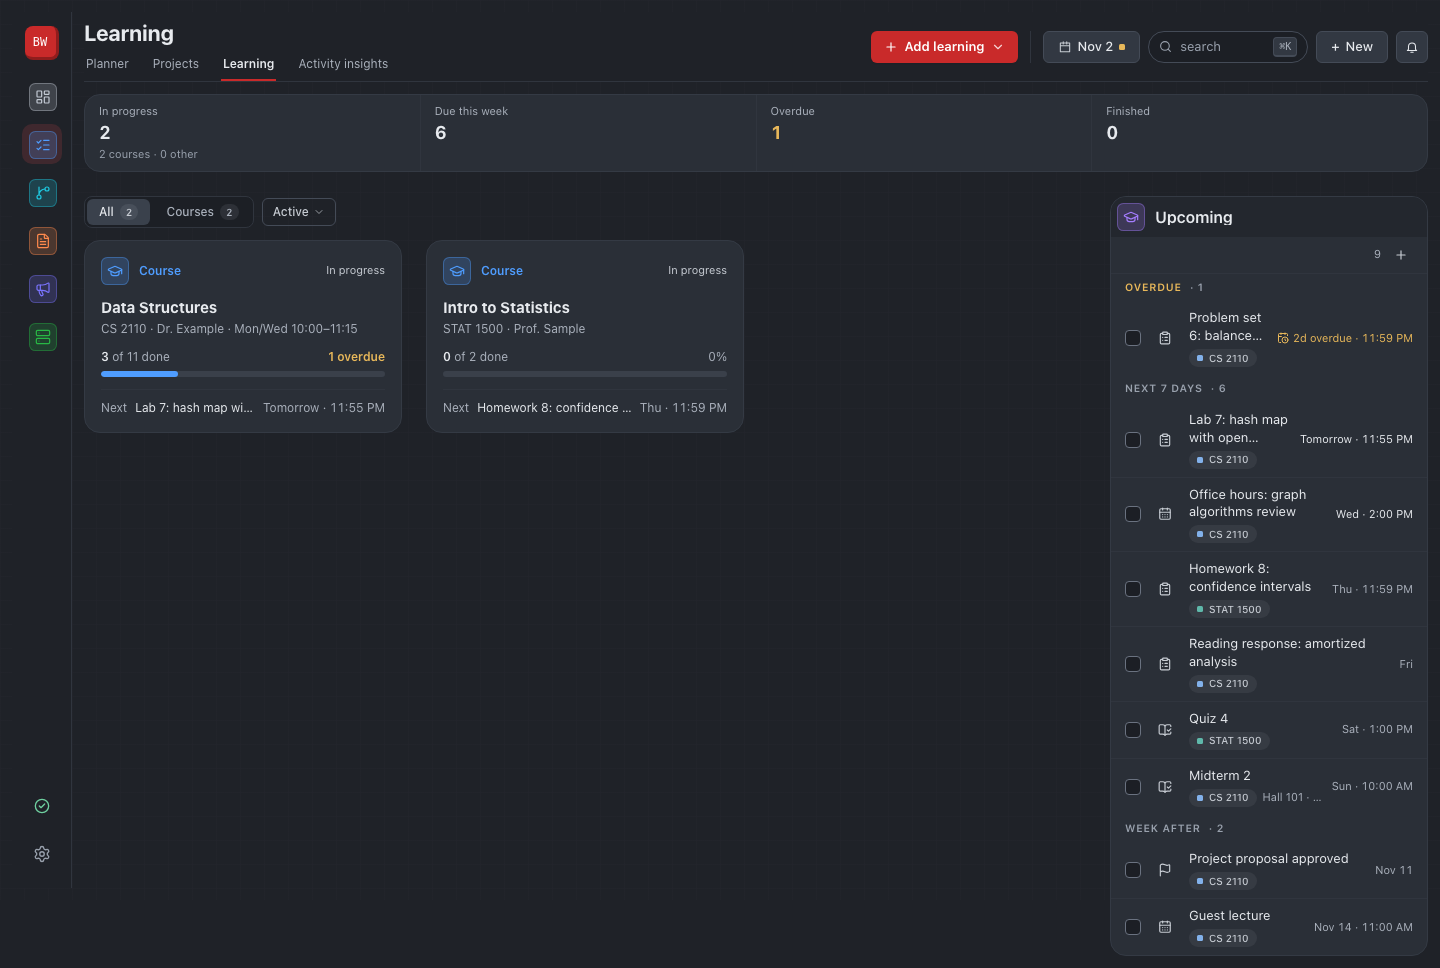 BW
Learning
Planner
Projects
Learning
Activity insights
Add learning
Nov 2
search
⌘K
+ New
In progress
2
2 courses · 0 other
Due this week
6
Overdue
1
Finished
0
All 2
Courses 2
Active
Course
In progress
Data Structures
CS 2110 · Dr. Example · Mon/Wed 10:00–11:15
3 of 11 done
1 overdue
Next Lab 7: hash map wi... Tomorrow · 11:55 PM
Course
In progress
Intro to Statistics
STAT 1500 · Prof. Sample
0 of 2 done
0%
Next Homework 8: confidence ... Thu · 11:59 PM
Upcoming
9 +
OVERDUE · 1
Problem set
6: balance...
2d overdue · 11:59 PM
CS 2110
NEXT 7 DAYS · 6
Lab 7: hash map
with open...
Tomorrow · 11:55 PM
CS 2110
Office hours: graph
algorithms review
Wed · 2:00 PM
CS 2110
Homework 8:
confidence intervals
Thu · 11:59 PM
STAT 1500
Reading response: amortized
analysis
Fri
CS 2110
Quiz 4
Sat · 1:00 PM
STAT 1500
Midterm 2
Sun · 10:00 AM
CS 2110 Hall 101 · ...
WEEK AFTER · 2
Project proposal approved
Nov 11
CS 2110
Guest lecture
Nov 14 · 11:00 AM
CS 2110